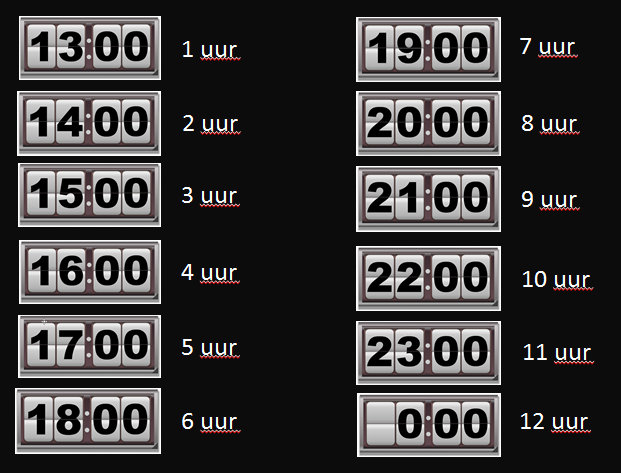 13:00 1 uur
14:00 2 uur
15:00 3 uur
16:00 4 uur
17:00 5 uur
18:00 6 uur
19:00 7 uur
20:00 8 uur
21:00 9 uur
22:00 10 uur
23:00 11 uur
0:00 12 uur